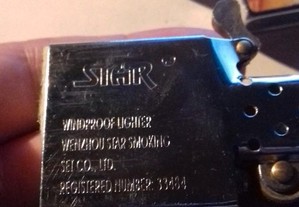 STAR
WINDPROOF LIGHTER
WENZHOU STAR SMOKING
SET CO., LTD.
REGISTERED NUMBER: 33484